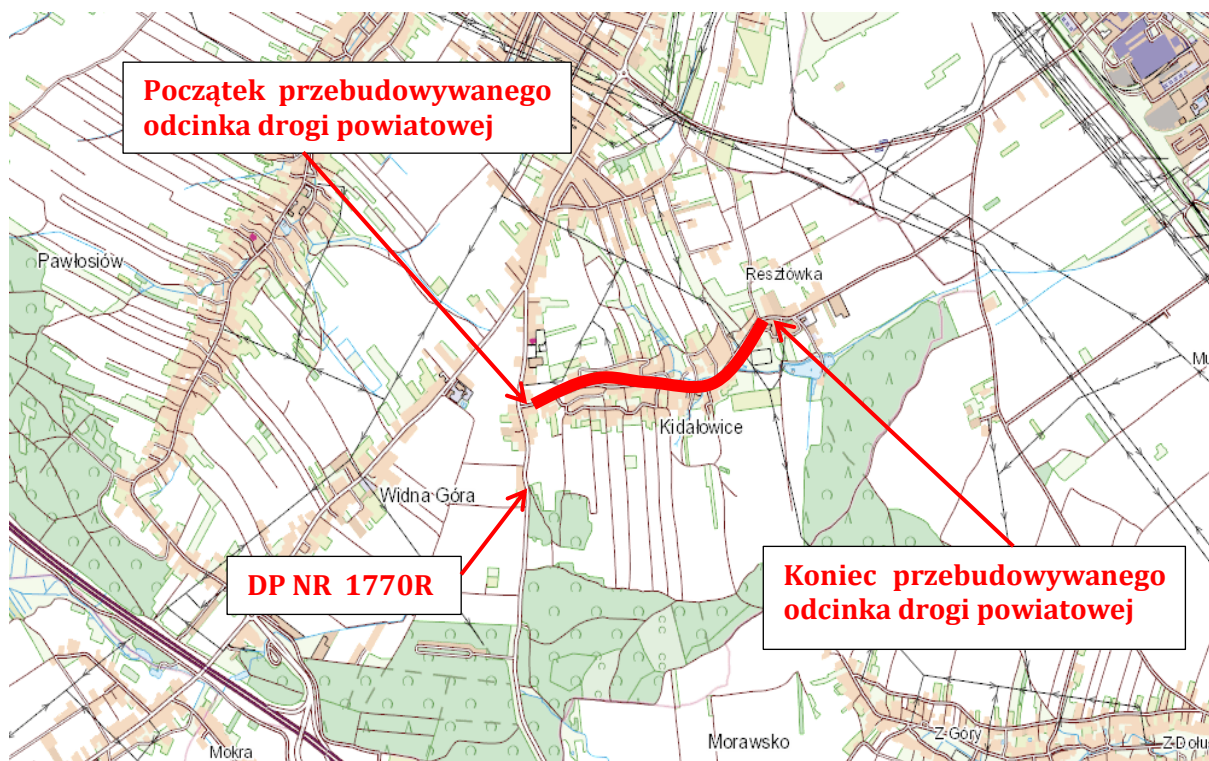 Początek przebudowywanego
odcinka drogi powiatowej
Pawłosiów
Resztówka
Kidałowice
Widna Góra
DP NR 1770R
Koniec przebudowywanego
odcinka drogi powiatowej
Mokra
Morawsko
Z Góry
Z Dołu